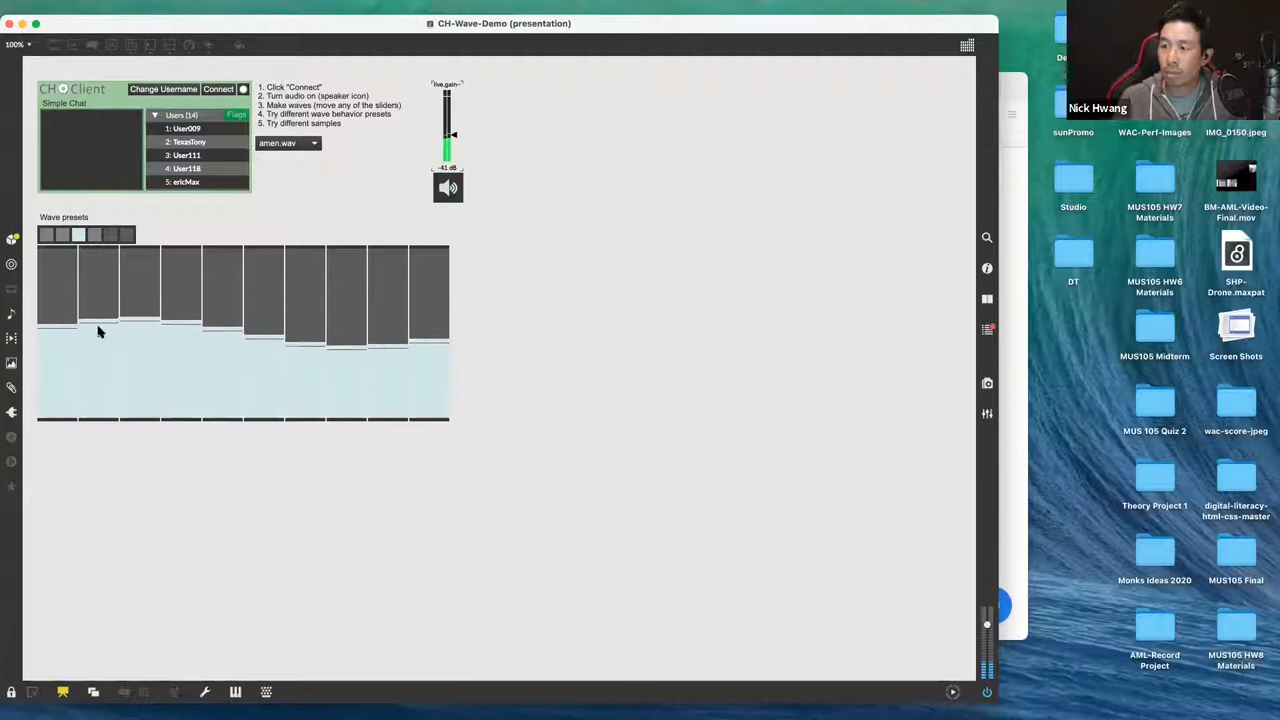 CH-Wave-Demo (presentation)
100%
CH Client
Change Username
Connect
Simple Chat
Users (14)
Flags
1: User009
2: TexasTony
3: User111
4: User118
5: ericMax
1. Click "Connect"
2. Turn audio on (speaker icon)
3. Make waves (move any of the sliders)
4. Try different wave behavior presets
5. Try different samples
amen.wav
live.gain~
-41 dB
Wave presets
Nick Hwang
sunPromo
WAC-Perf-Images
IMG_0150.jpeg
Studio
MUS105 HW7
Materials
BM-AML-Video-
Final.mov
DT
MUS105 HW6
Materials
SHP-
Drone.maxpat
MUS105 Midterm
Screen Shots
MUS 105 Quiz 2
wac-score-jpeg
Theory Project 1
digital-literacy-
html-css-master
Monks Ideas 2020
MUS105 Final
AML-Record
Project
MUS105 HW8
Materials